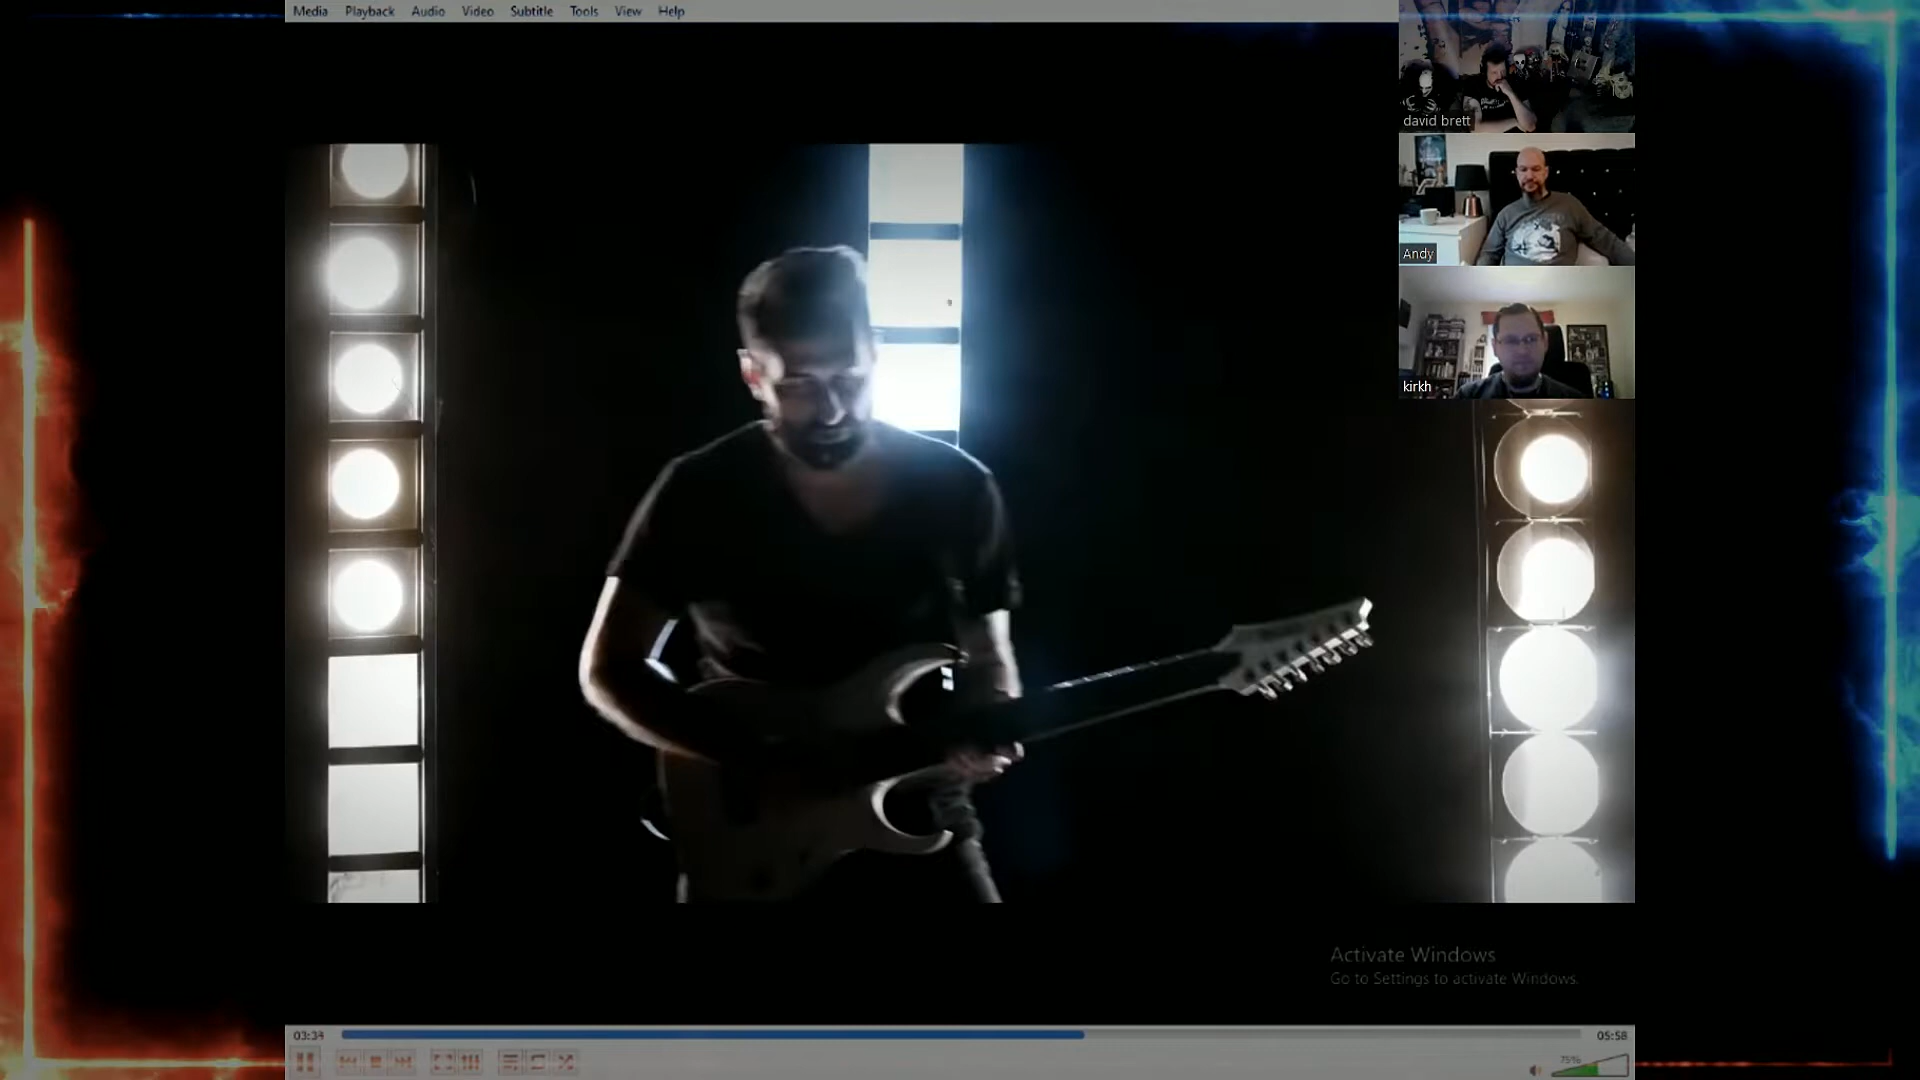 Media Playback Audio Video Subtitle Tools View Help
david brett
Andy
kirkh
Activate Windows
Go to Settings to activate Windows.
03:34
05:58
75%